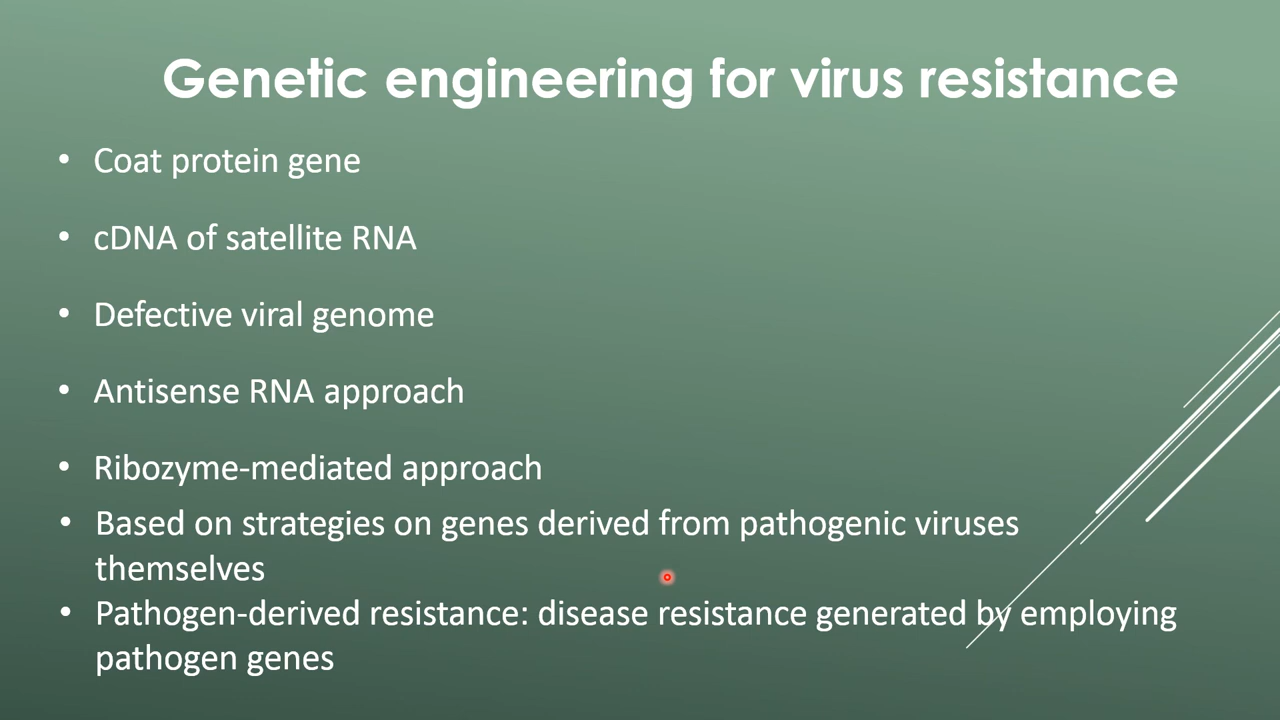 Genetic engineering for virus resistance
• Coat protein gene
• cDNA of satellite RNA
• Defective viral genome
• Antisense RNA approach
• Ribozyme-mediated approach
• Based on strategies on genes derived from pathogenic viruses
themselves
• Pathogen-derived resistance: disease resistance generated by employing
pathogen genes